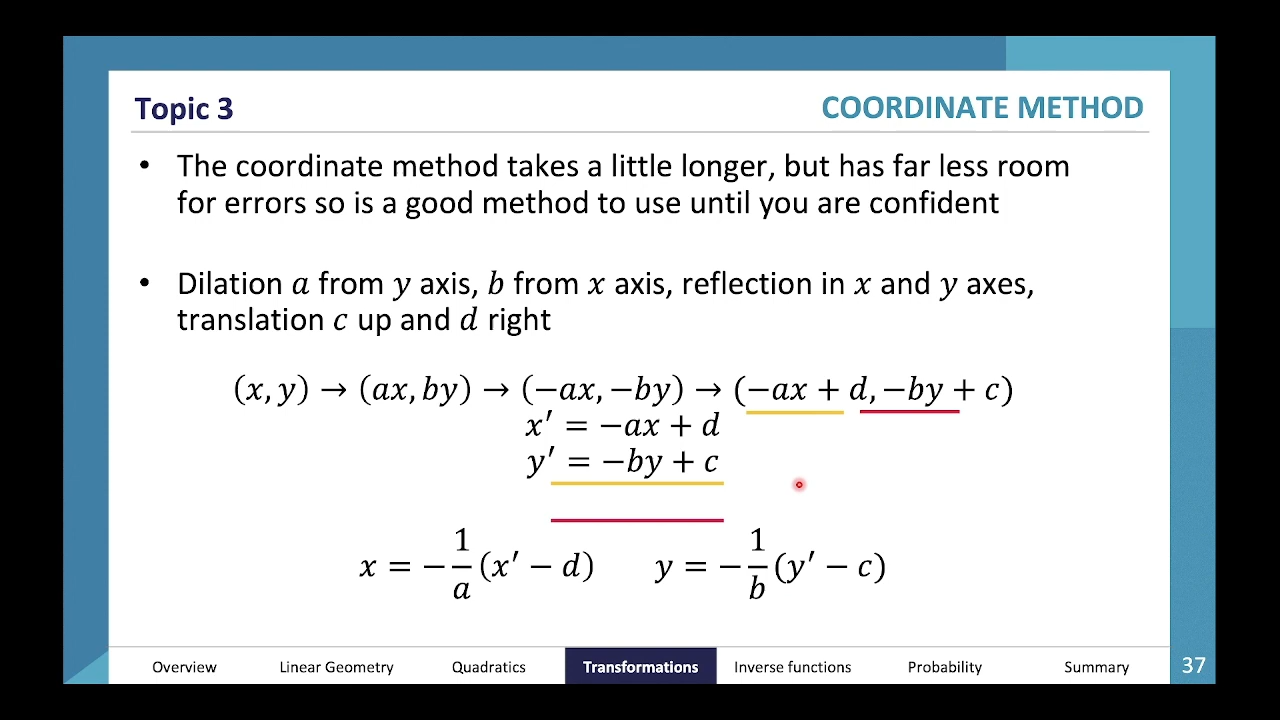 Topic 3
COORDINATE METHOD
• The coordinate method takes a little longer, but has far less room
for errors so is a good method to use until you are confident
• Dilation a from y axis, b from x axis, reflection in x and y axes,
translation c up and d right
(x, y) → (ax, by) → (−ax, −by) → (−ax + d, −by + c)
x′ = −ax + d
y′ = −by + c
x = −1/a (x′ − d) y = −1/b (y′ − c)
Overview Linear Geometry Quadratics Transformations Inverse functions Probability Summary 37